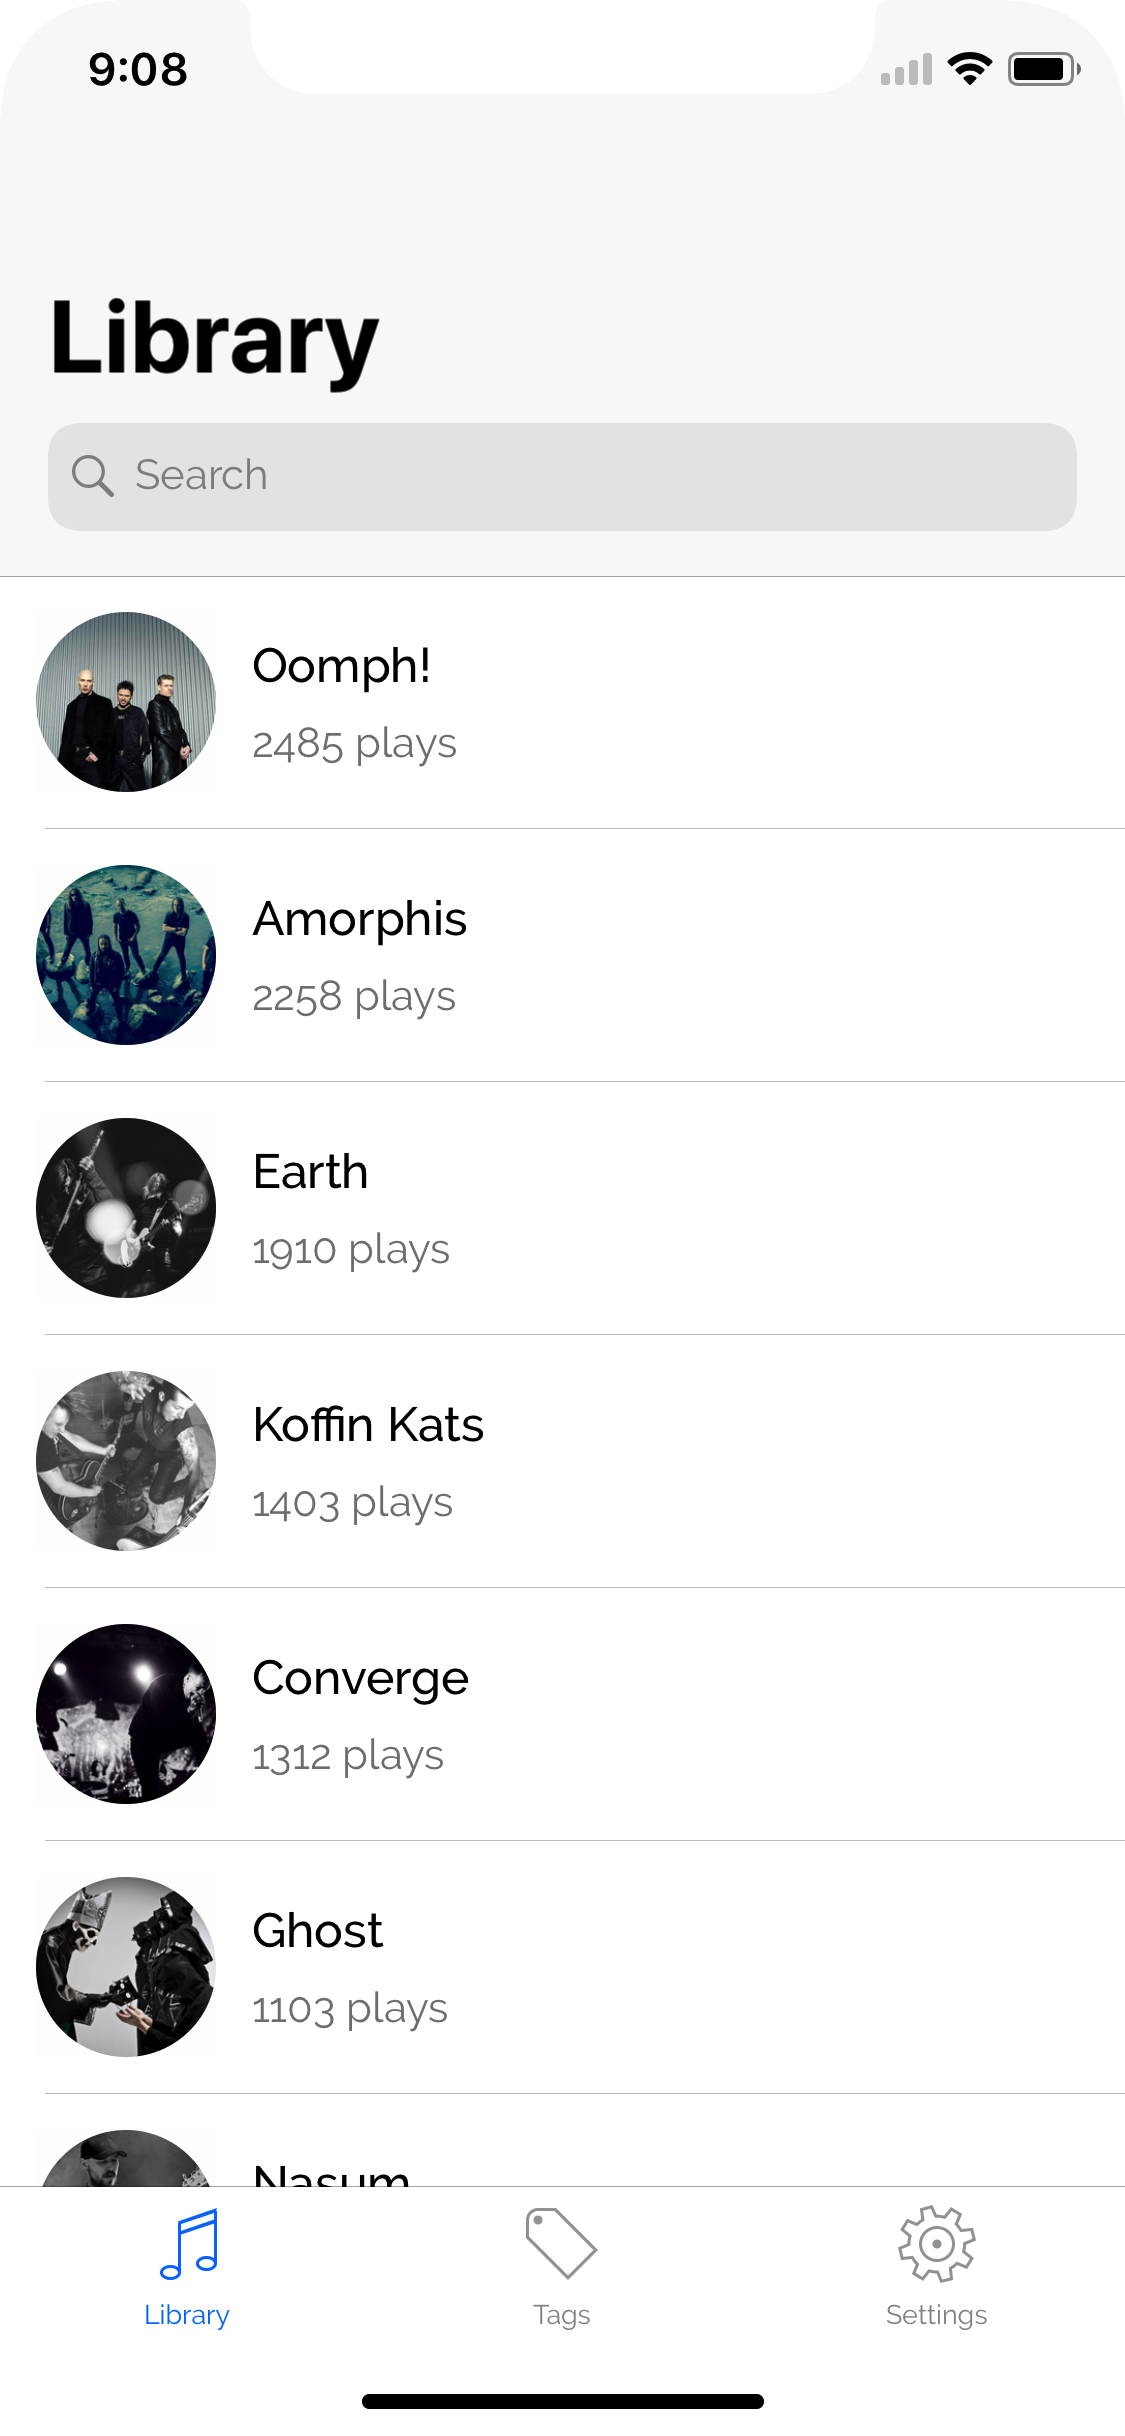 9:08
Library
Search
Oomph!
2485 plays
Amorphis
2258 plays
Earth
1910 plays
Koffin Kats
1403 plays
Converge
1312 plays
Ghost
1103 plays
Nasum
Library
Tags
Settings